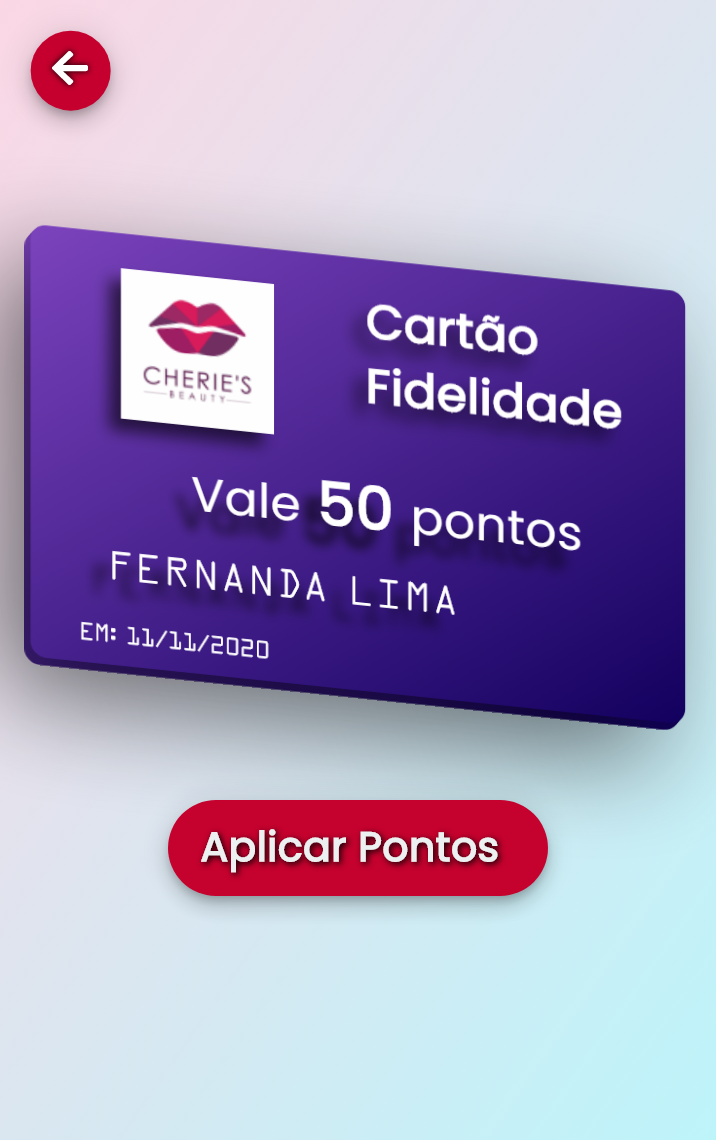 CHERIE'S
BEAUTY
Cartão
Fidelidade
Vale 50 pontos
FERNANDA LIMA
EM: 11/11/2020
Aplicar Pontos